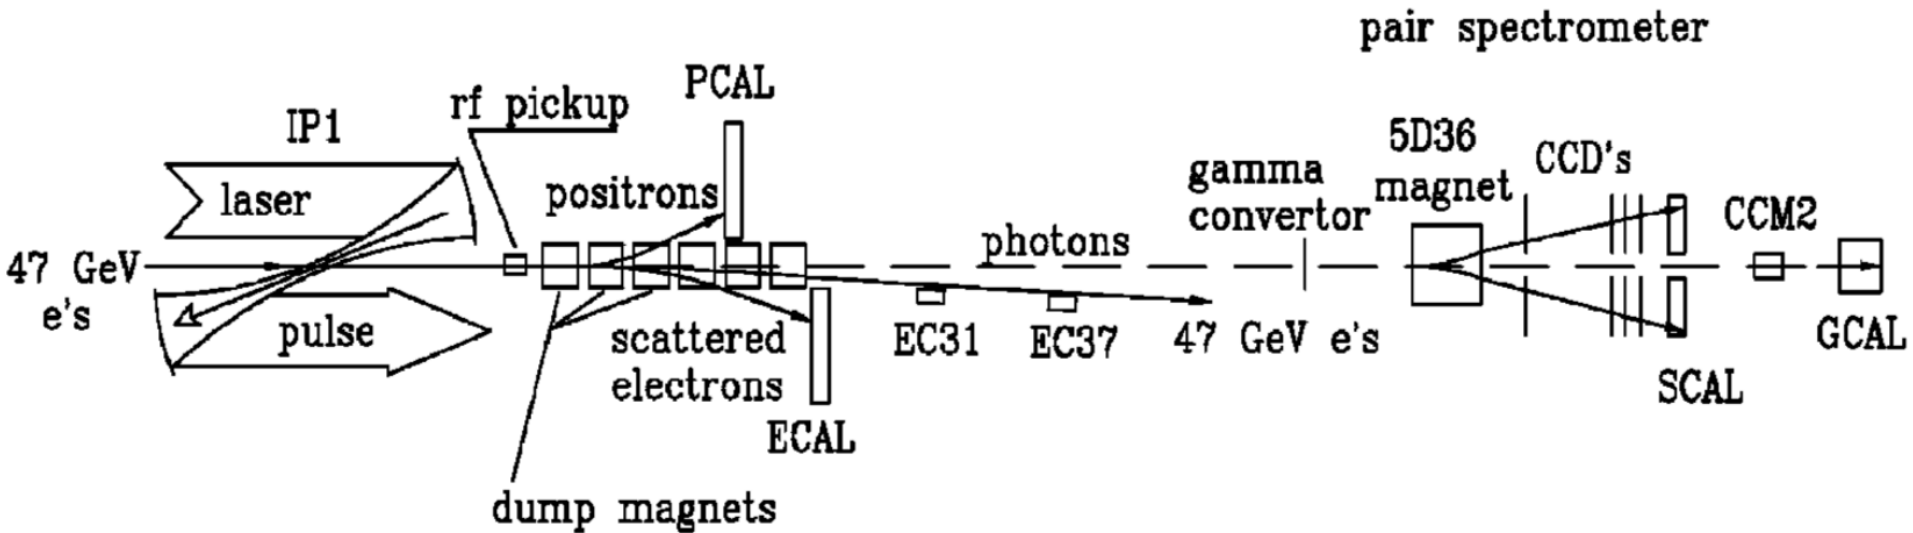 pair spectrometer
PCAL
rf pickup
IP1
5D36
magnet
CCD's
gamma
convertor
laser
positrons
CCM2
photons
47 GeV
e's
pulse
scattered
electrons
EC31
EC37
47 GeV e's
GCAL
SCAL
ECAL
dump magnets